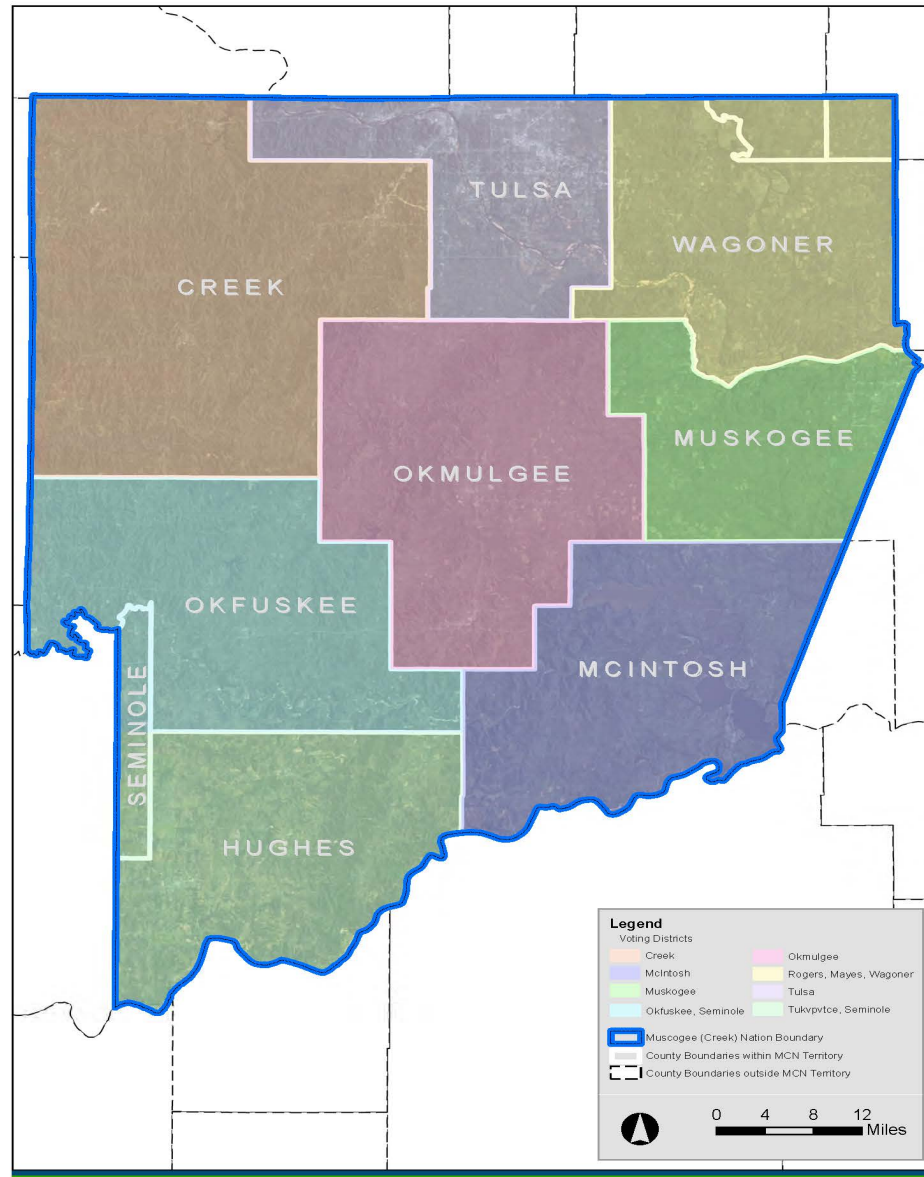 TULSA
WAGONER
CREEK
MUSKOGEE
OKMULGEE
OKFUSKEE
MCINTOSH
SEMINOLE
HUGHES
Legend
Voting Districts
Creek
McIntosh
Muskogee
Okfuskee, Seminole
Okmulgee
Rogers, Mayes, Wagoner
Tulsa
Tukvpvtce, Seminole
Muscogee (Creek) Nation Boundary
County Boundaries within MCN Territory
County Boundaries outside MCN Territory
0 4 8 12
Miles